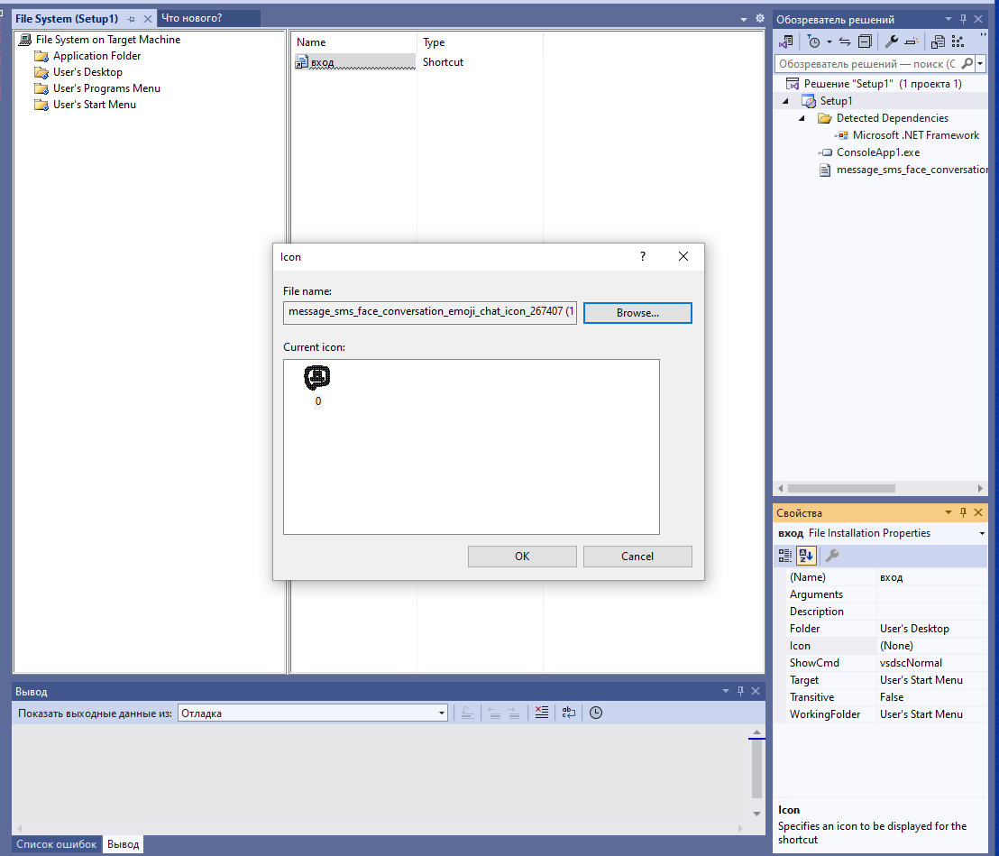 File System (Setup1)
Что нового?
File System on Target Machine
Application Folder
User's Desktop
User's Programs Menu
User's Start Menu
Name Type
вход Shortcut
Icon
?
File name:
message_sms_face_conversation_emoji_chat_icon_267407 (1
Browse...
Current icon:
0
OK Cancel
Вывод
Показать выходные данные из: Отладка
Список ошибок Вывод
Обозреватель решений
Обозреватель решений — поиск (C
Решение "Setup1" (1 проекта 1)
Setup1
Detected Dependencies
Microsoft .NET Framework
ConsoleApp1.exe
message_sms_face_conversation
Свойства
вход File Installation Properties
(Name) вход
Arguments
Description
Folder User's Desktop
Icon (None)
ShowCmd vsdscNormal
Target User's Start Menu
Transitive False
WorkingFolder User's Start Menu
Icon
Specifies an icon to be displayed for the
shortcut